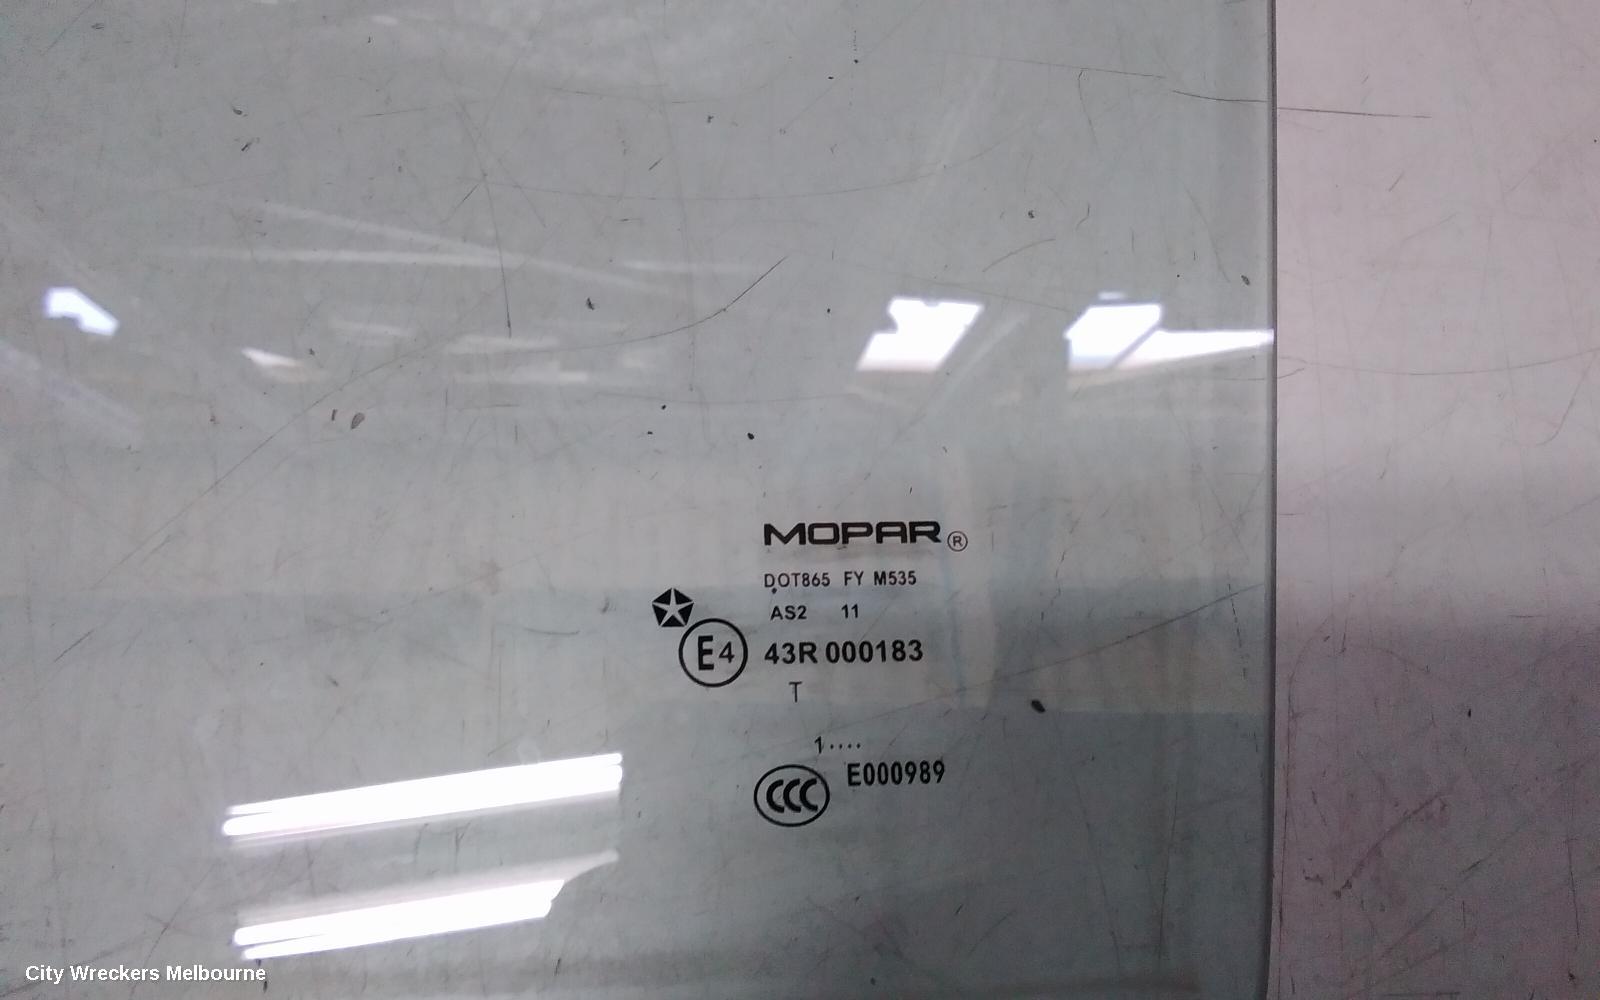 MOPAR®
DOT865 FY M535
AS2 11
E4 43R 000183
T
1....
CCC E000989
City Wreckers Melbourne